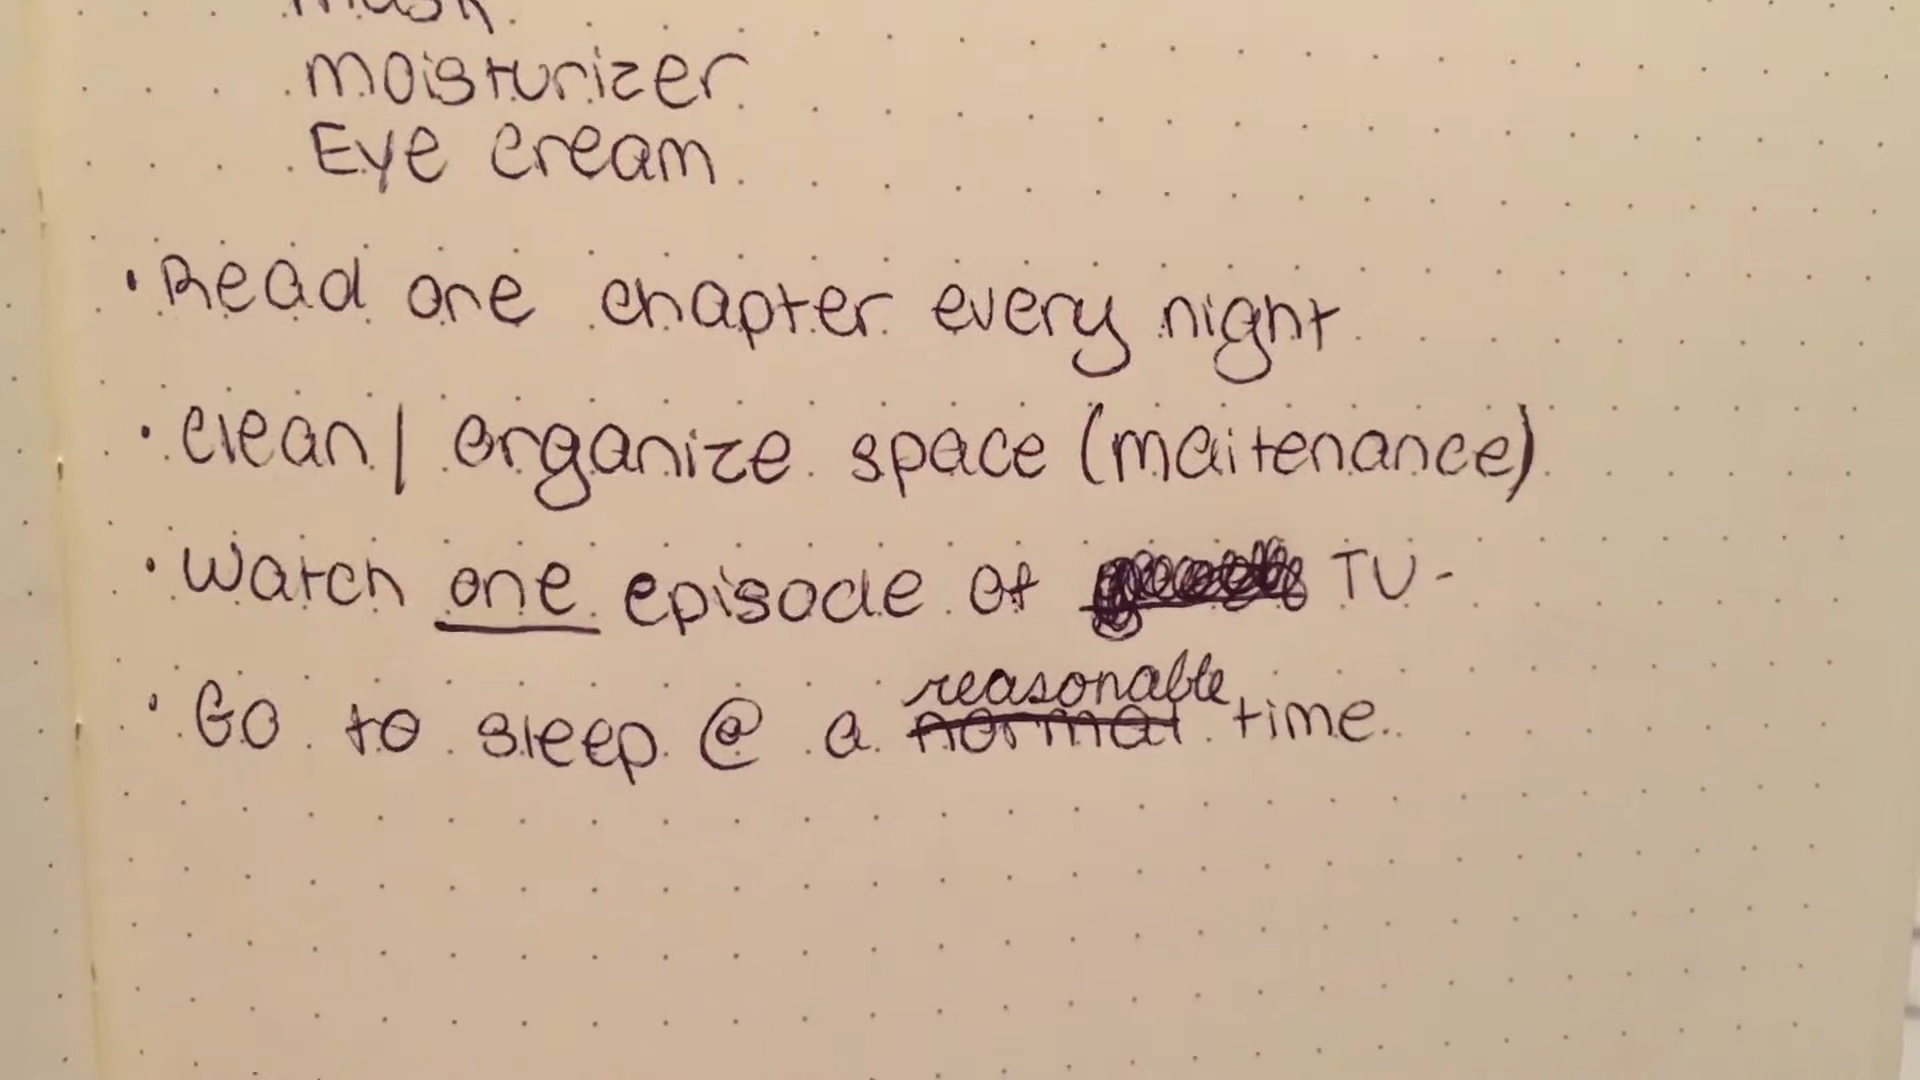 mask
moisturizer
Eye cream
• Read one chapter every night
• clean/ organize space (maitenance)
• Watch one episode of TV-
reasonable
• Go to sleep @ a normal time.